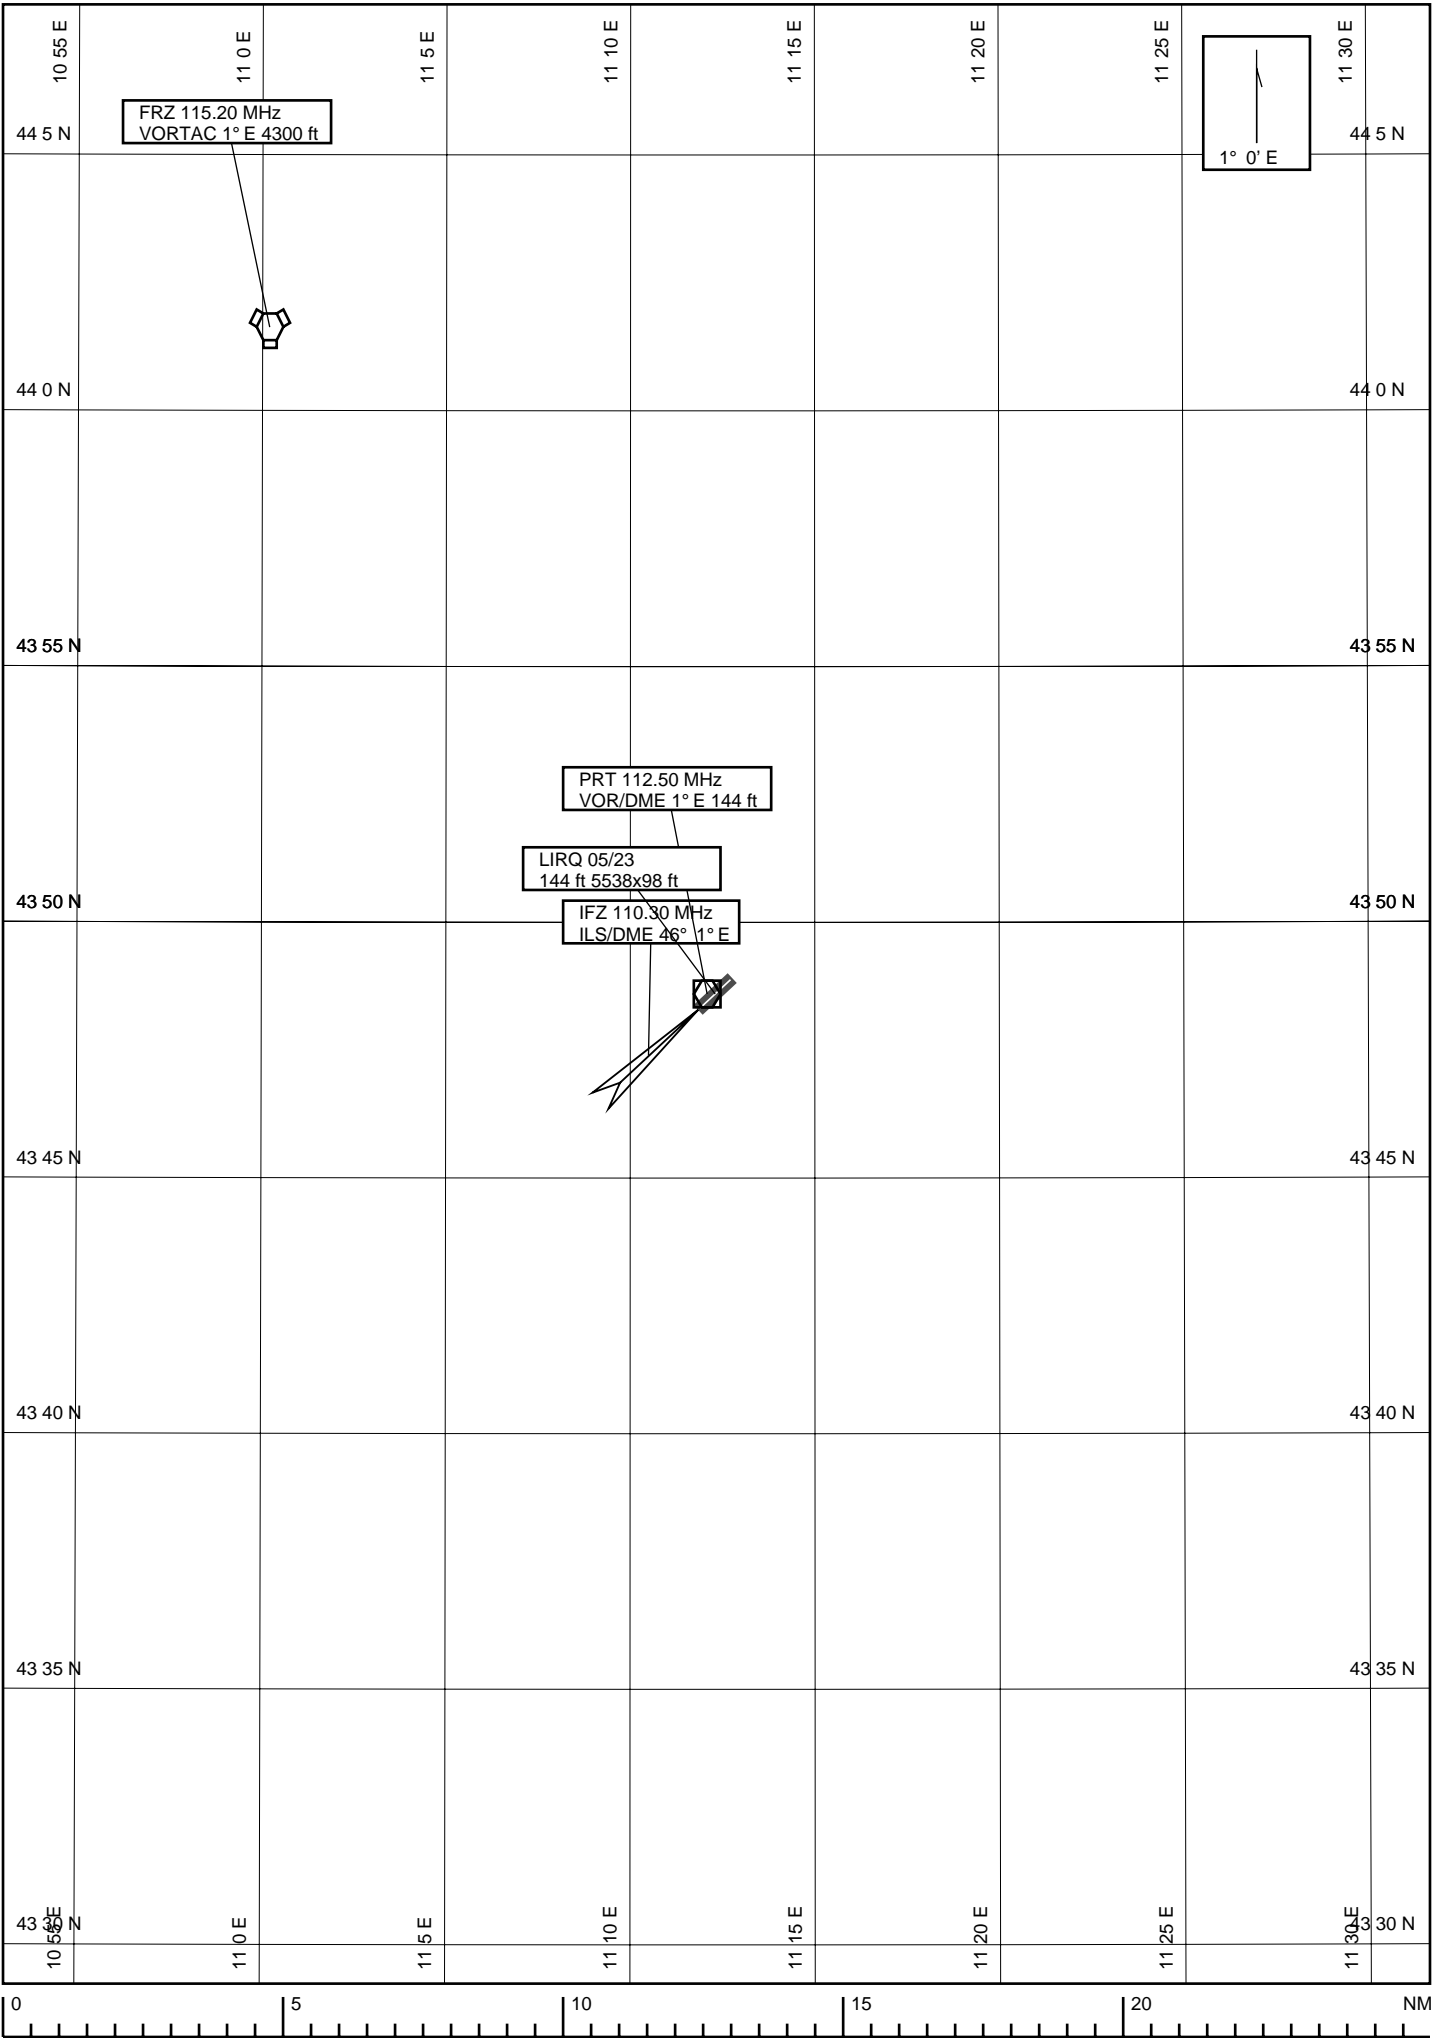 10 55 E
11 0 E
11 5 E
11 10 E
11 15 E
11 20 E
11 25 E
11 30 E
FRZ 115.20 MHz
VORTAC 1° E 4300 ft
44 5 N
44 5 N
1° 0' E
44 0 N
44 0 N
43 55 N
43 55 N
PRT 112.50 MHz
VOR/DME 1° E 144 ft
LIRQ 05/23
144 ft 5538x98 ft
43 50 N
43 50 N
IFZ 110.30 MHz
ILS/DME 46° 1° E
43 45 N
43 45 N
43 40 N
43 40 N
43 35 N
43 35 N
43 30 N
43 30 N
10 55 E
11 0 E
11 5 E
11 10 E
11 15 E
11 20 E
11 25 E
11 30 E
0 5 10 15 20 NM